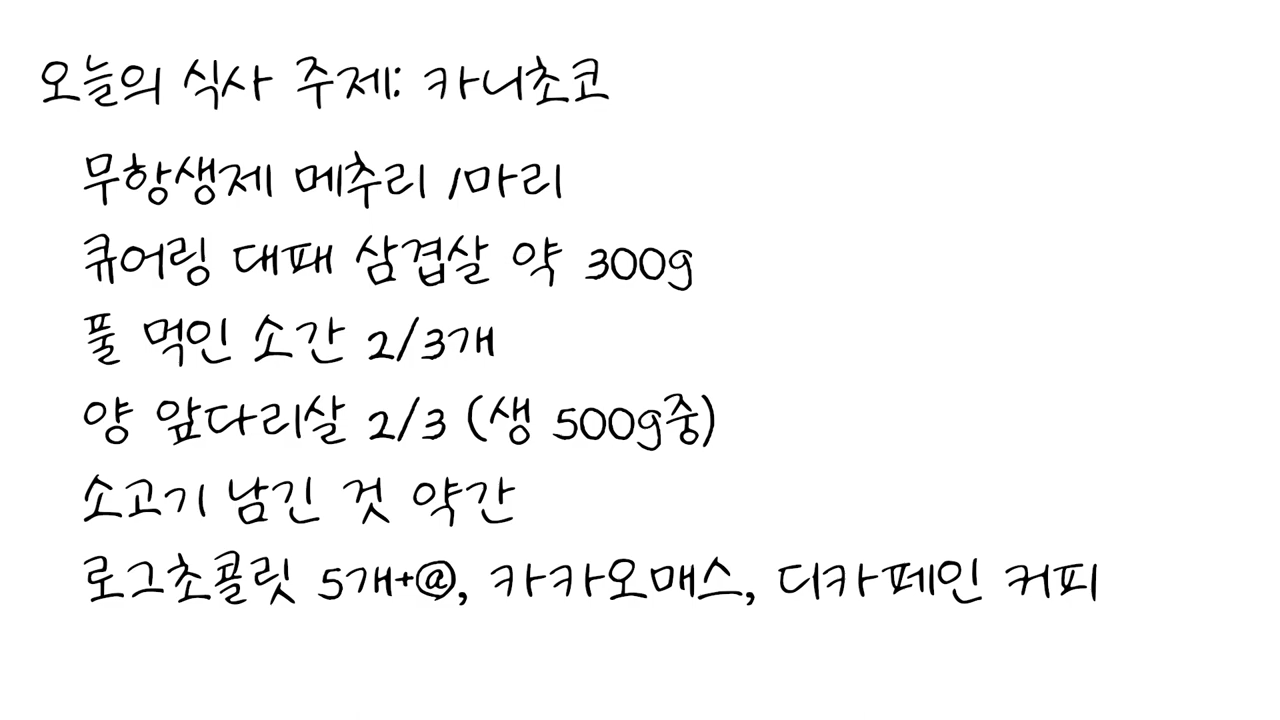 오늘의 식사 주제: 카니초코
무항생제 메추리 1마리
큐어링 대패 삼겹살 약 300g
풀 먹인 소간 2/3개
양 앞다리살 2/3 (생 500g중)
소고기 남긴 것 약간
로그초콜릿 5개+@, 카카오매스, 디카페인 커피